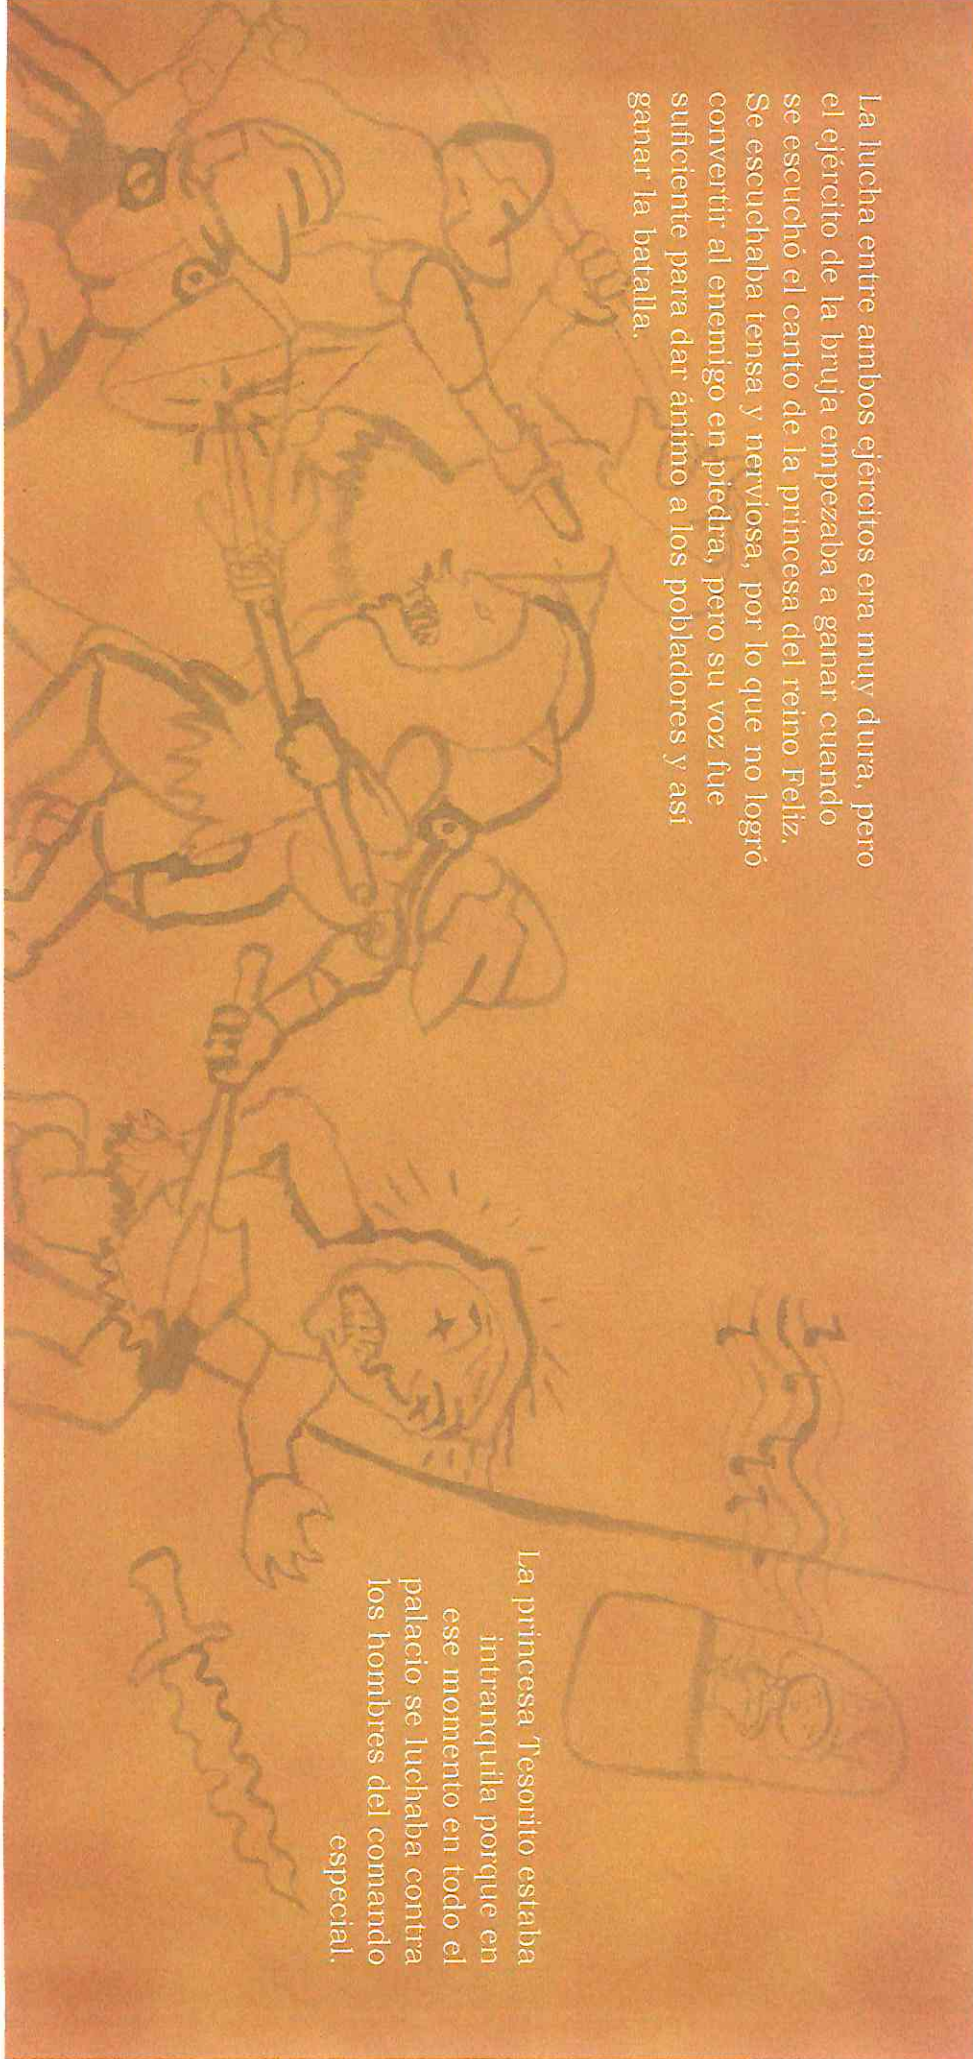 La lucha entre ambos ejércitos era muy dura, pero
el ejército de la bruja empezaba a ganar cuando
se escuchó el canto de la princesa del reino Feliz.
Se escuchaba tensa y nerviosa, por lo que no logró
convertir al enemigo en piedra, pero su voz fue
suficiente para dar ánimo a los pobladores y así
ganar la batalla.
La princesa Tesorito estaba
intranquila porque en
ese momento en todo el
palacio se luchaba contra
los hombres del comando
especial.